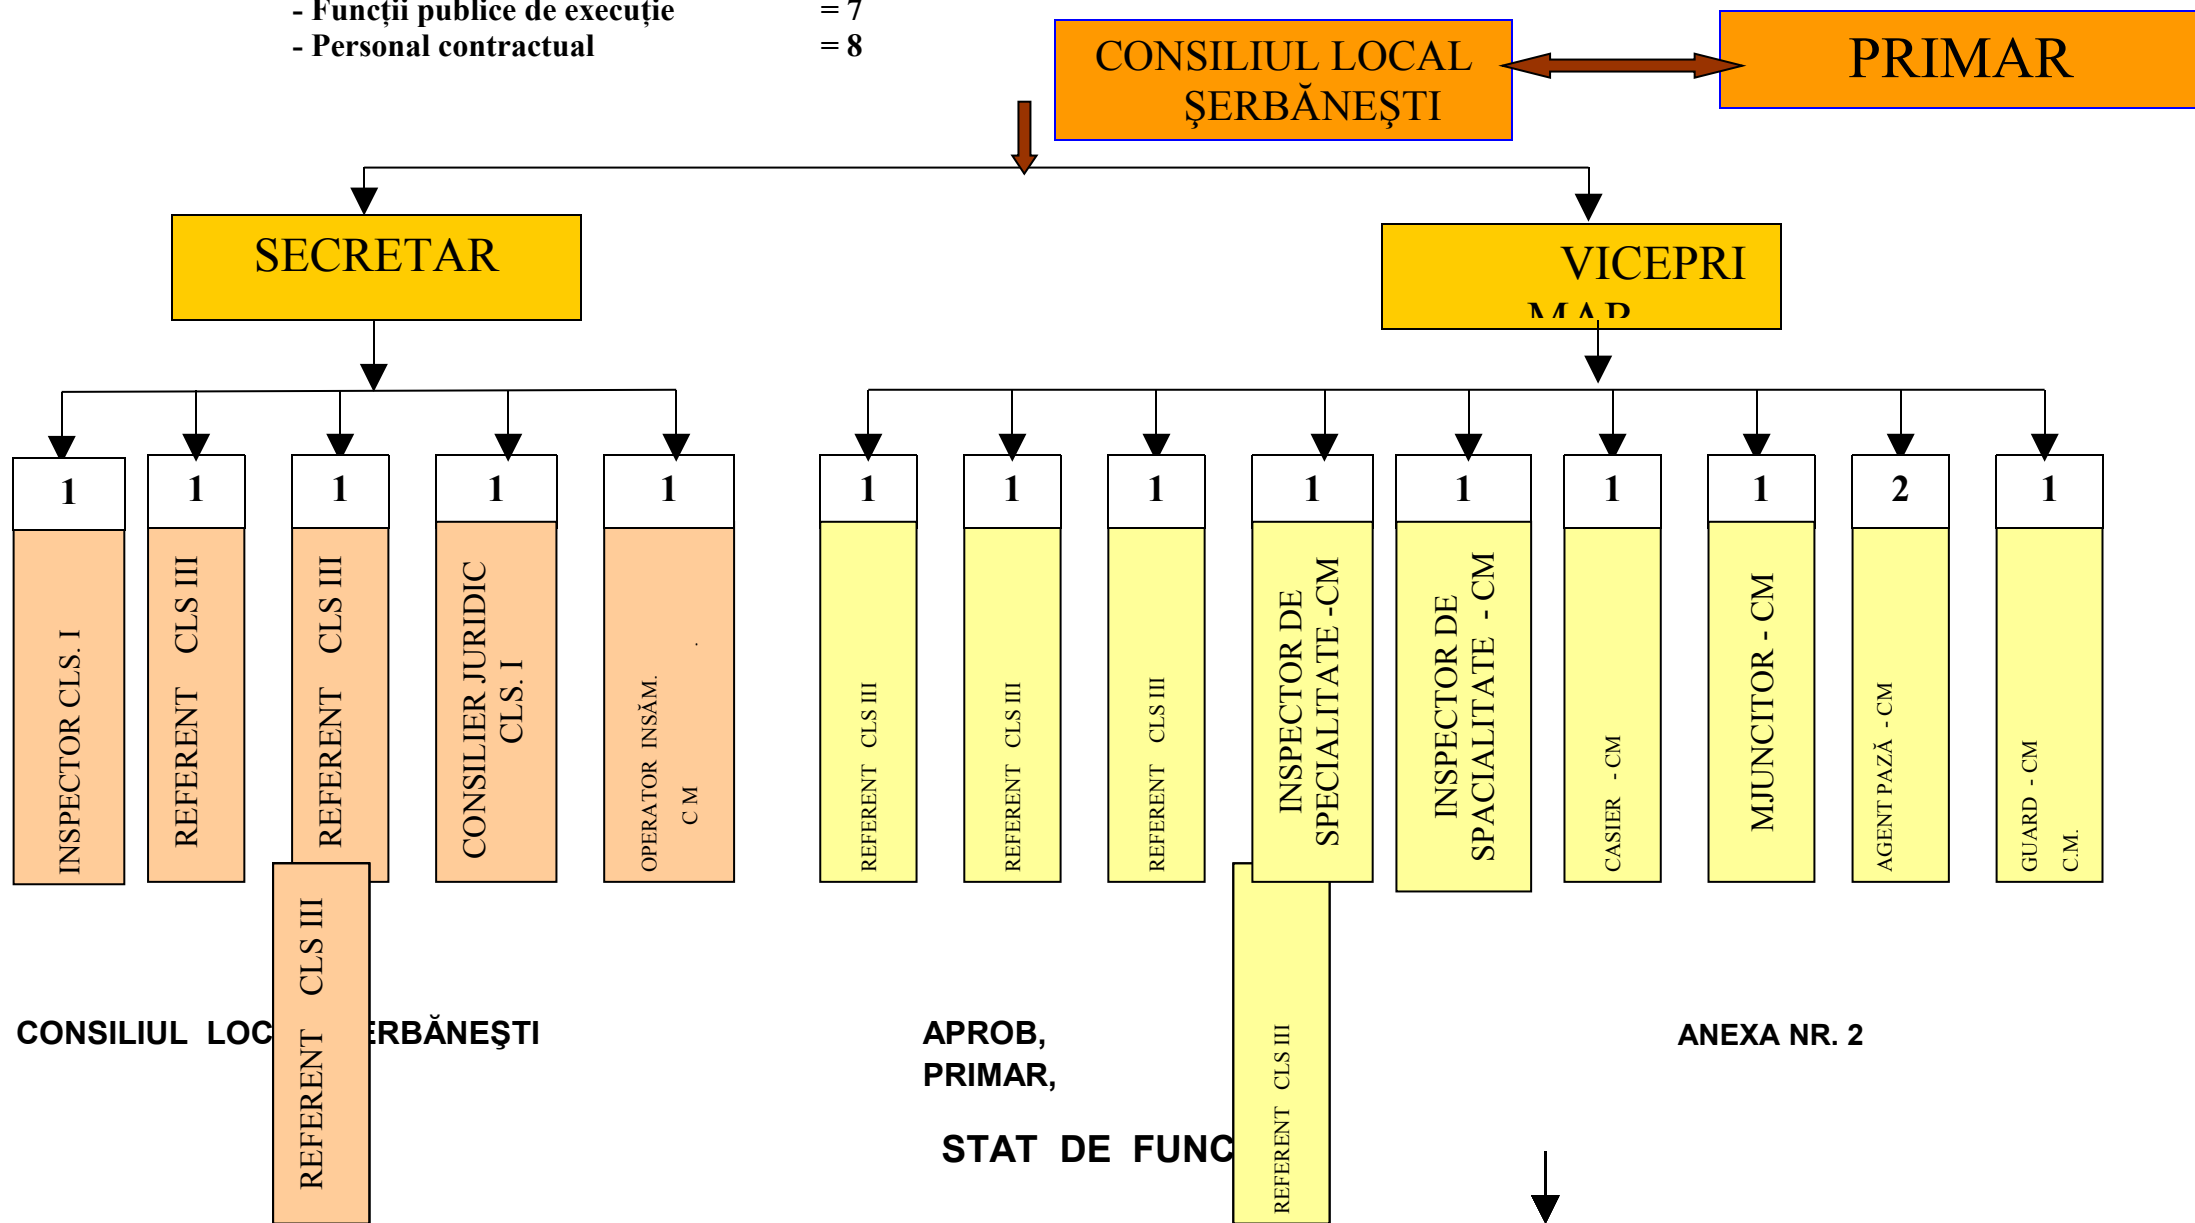 - Funcții publice de execuție = 7
- Personal contractual = 8
CONSILIUL LOCAL
ŞERBĂNEŞTI
PRIMAR
SECRETAR
VICEPRI
MAR
1
1
1
1
1
1
1
1
1
1
1
1
2
1
INSPECTOR CLS. I
REFERENT CLS III
REFERENT CLS III
CONSILIER JURIDIC
CLS. I
OPERATOR INSĂM.
C M
.
REFERENT CLS III
REFERENT CLS III
REFERENT CLS III
INSPECTOR DE
SPECIALITATE -CM
INSPECTOR DE
SPACIALITATE - CM
CASIER - CM
MJUNCITOR - CM
AGENT PAZĂ - CM
GUARD - CM
C.M.
REFERENT CLS III
REFERENT CLS III
CONSILIUL LOC ERBĂNEŞTI
APROB,
PRIMAR,
ANEXA NR. 2
STAT DE FUNC